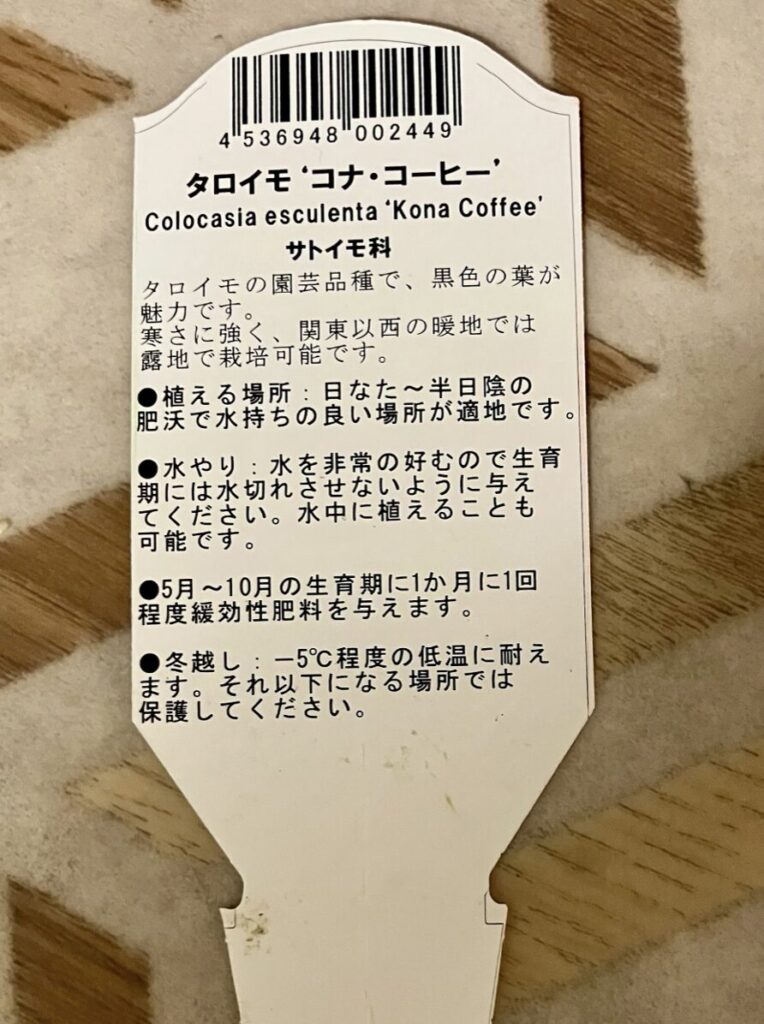 4 536948 002449
タロイモ‘コナ・コーヒー’
Colocasia esculenta ‘Kona Coffee’
サトイモ科
タロイモの園芸品種で、黒色の葉が
魅力です。
寒さに強く、関東以西の暖地では
露地で栽培可能です。
●植える場所：日なた～半日陰の
肥沃で水持ちの良い場所が適地です。
●水やり：水を非常の好むので生育
期には水切れさせないように与え
てください。水中に植えることも
可能です。
●5月～10月の生育期に1か月に1回
程度緩効性肥料を与えます。
●冬越し：－5℃程度の低温に耐え
ます。それ以下になる場所では
保護してください。